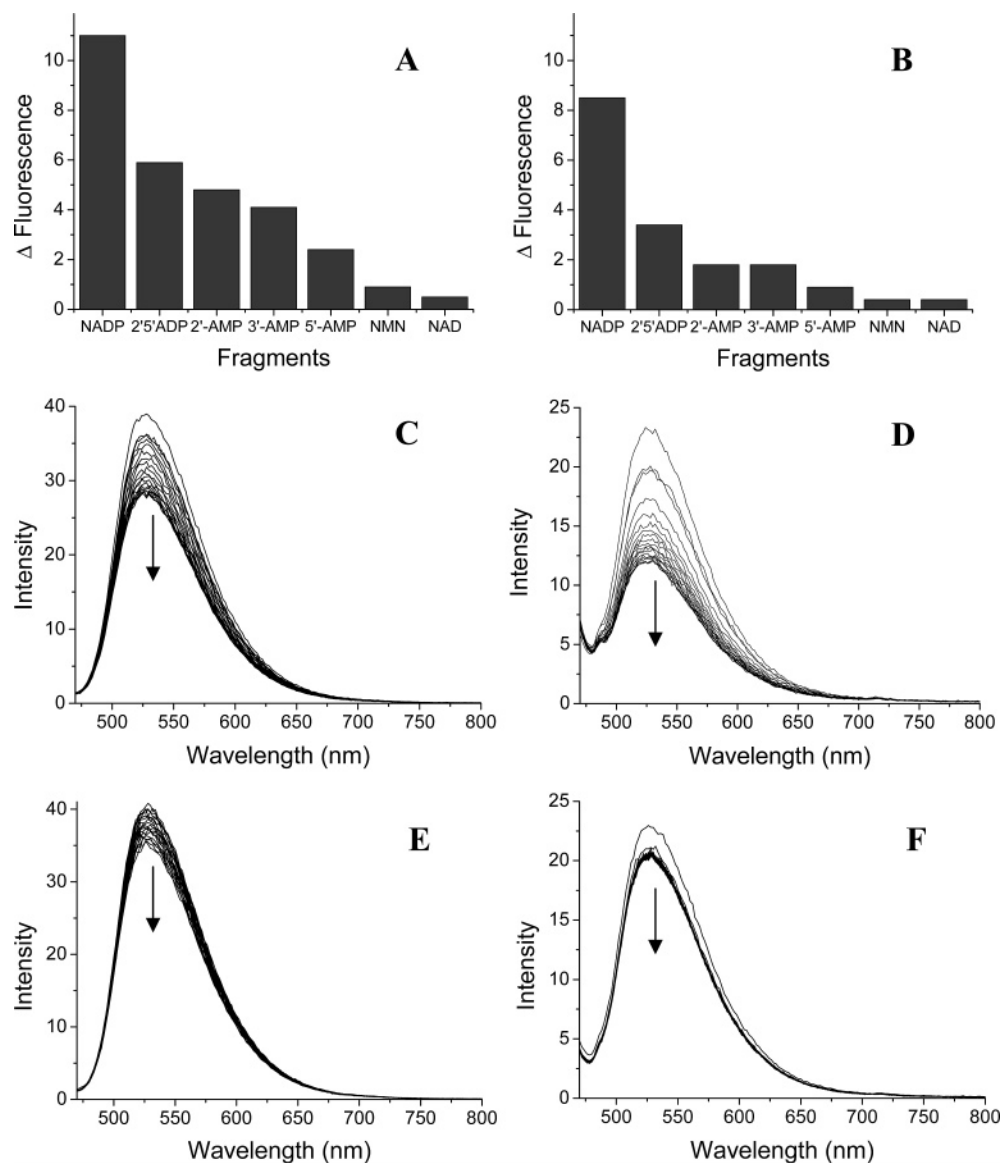 A
Δ Fluorescence
10
8
6
4
2
0
NADP 2'5'ADP 2'-AMP 3'-AMP 5'-AMP NMN NAD
Fragments
B
Δ Fluorescence
10
8
6
4
2
0
NADP 2'5'ADP 2'-AMP 3'-AMP 5'-AMP NMN NAD
Fragments
C
Intensity
40
30
20
10
0
500 550 600 650 700 750 800
Wavelength (nm)
D
Intensity
25
20
15
10
5
0
500 550 600 650 700 750 800
Wavelength (nm)
E
Intensity
40
30
20
10
0
500 550 600 650 700 750 800
Wavelength (nm)
F
Intensity
25
20
15
10
5
0
500 550 600 650 700 750 800
Wavelength (nm)